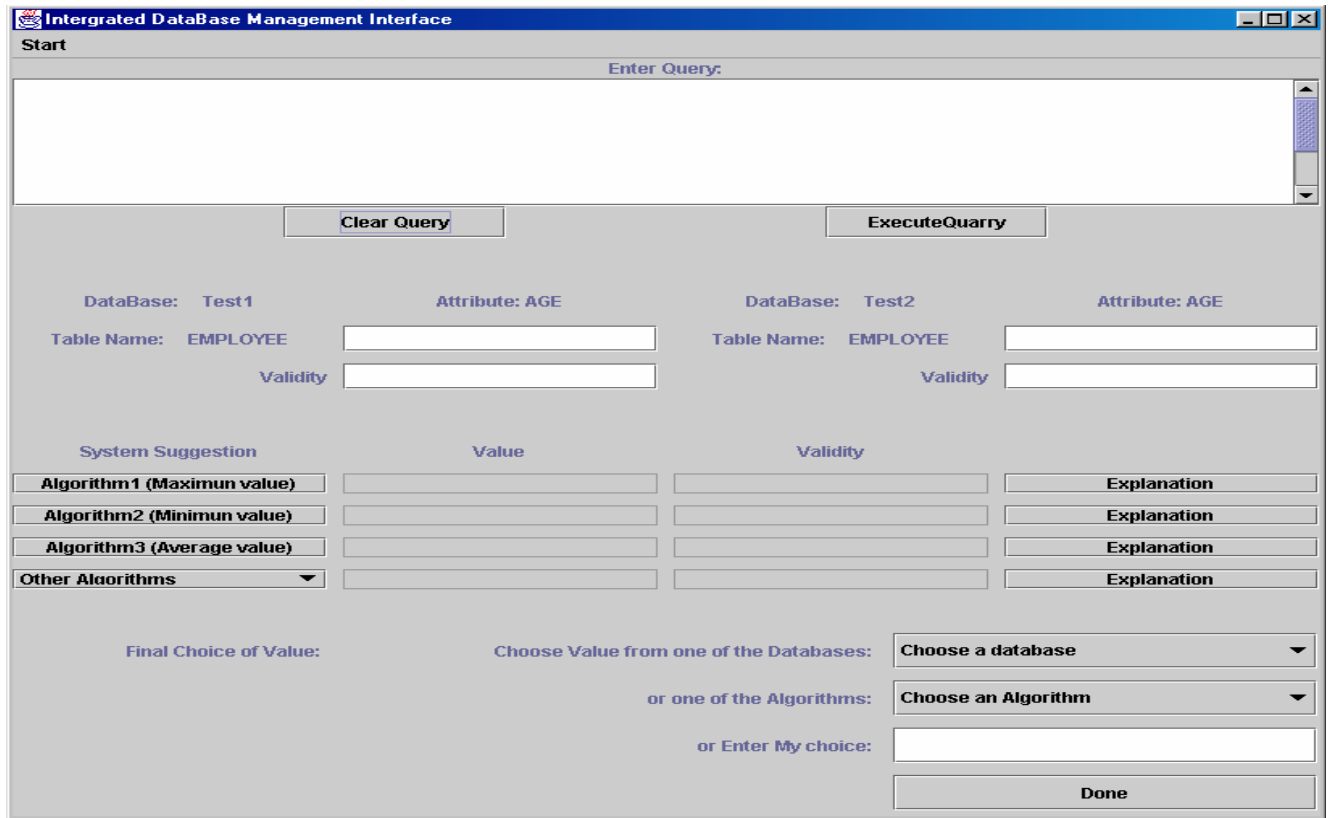 Intergrated DataBase Management Interface
Start
Enter Query:
Clear Query
ExecuteQuarry
DataBase: Test1 Attribute: AGE DataBase: Test2 Attribute: AGE
Table Name: EMPLOYEE Table Name: EMPLOYEE
Validity Validity
System Suggestion Value Validity
Algorithm1 (Maximun value) Explanation
Algorithm2 (Minimun value) Explanation
Algorithm3 (Average value) Explanation
Other Algorithms Explanation
Final Choice of Value: Choose Value from one of the Databases: Choose a database
or one of the Algorithms: Choose an Algorithm
or Enter My choice:
Done